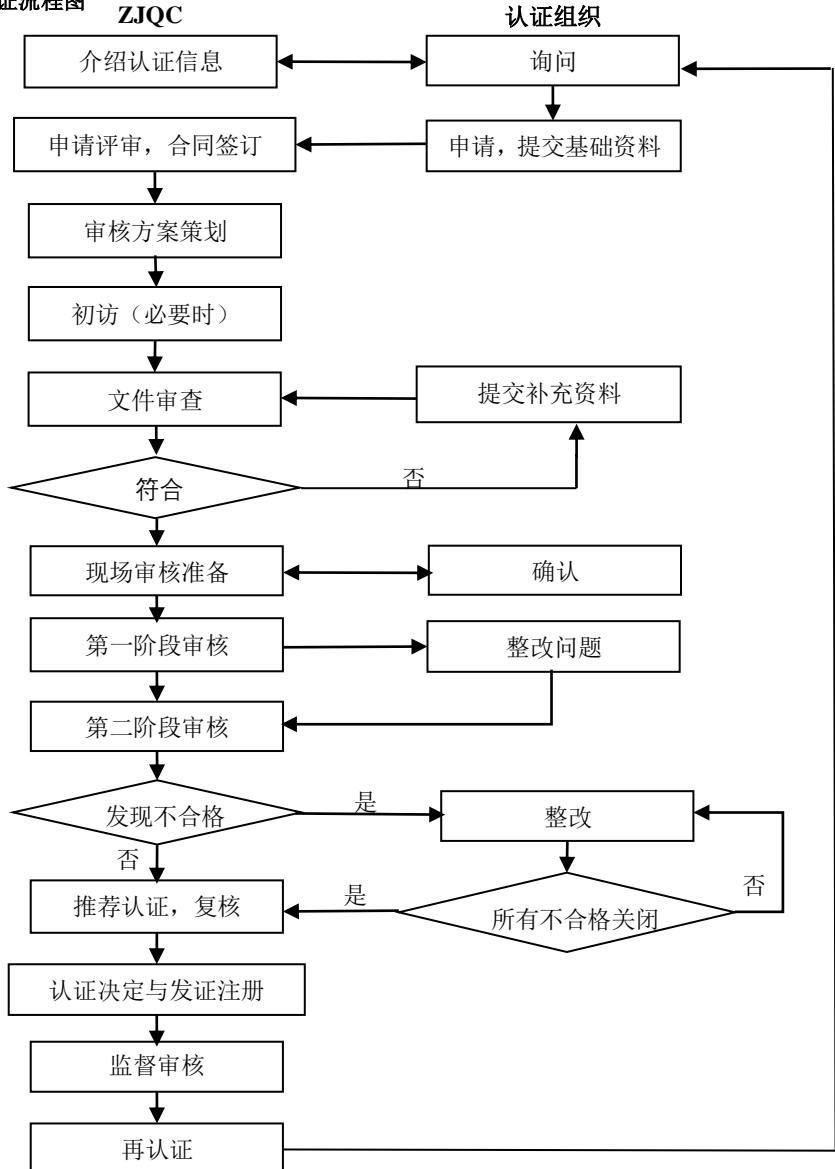 证流程图
ZJQC 认证组织
介绍认证信息 询问
申请评审，合同签订 申请，提交基础资料
审核方案策划
初访（必要时）
文件审查 提交补充资料
符合 否
现场审核准备 确认
第一阶段审核 整改问题
第二阶段审核
发现不合格 是 整改
否 否
推荐认证，复核 是 所有不合格关闭
认证决定与发证注册
监督审核
再认证